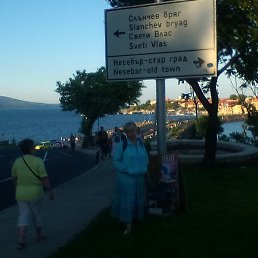 Слънчев бряг
Slanchev bryag
Свети Влас
Sveti Vlas
Несебър-стар град
Nesebar-old town